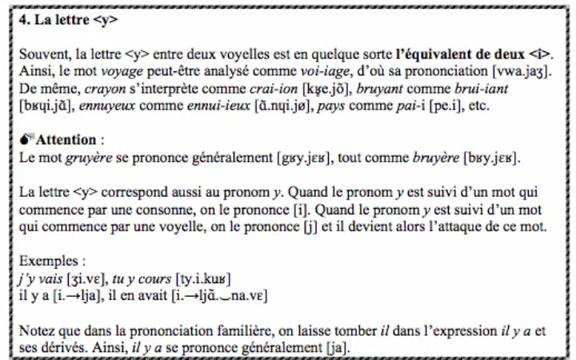 4. La lettre <y>
Souvent, la lettre <y> entre deux voyelles est en quelque sorte l'équivalent de deux <i>.
Ainsi, le mot voyage peut-être analysé comme voi-iage, d'où sa prononciation [vwa.jaʒ].
De même, crayon s'interprète comme crai-ion [kʁe.jõ], bruyant comme brui-iant
[bʁɥi.jɑ̃], ennuyeux comme ennui-ieux [ɑ̃.nɥi.jø], pays comme pai-i [pe.i], etc.
💣Attention :
Le mot gruyère se prononce généralement [gʁy.jɛʁ], tout comme bruyère [bʁy.jɛʁ].
La lettre <y> correspond aussi au pronom y. Quand le pronom y est suivi d'un mot qui
commence par une consonne, on le prononce [i]. Quand le pronom y est suivi d'un mot
qui commence par une voyelle, on le prononce [j] et il devient alors l'attaque de ce mot.
Exemples :
j'y vais [ʒi.vɛ], tu y cours [ty.i.kuʁ]
il y a [i.→lja], il en avait [i.→ljɑ̃.‿na.vɛ]
Notez que dans la prononciation familière, on laisse tomber il dans l'expression il y a et
ses dérivés. Ainsi, il y a se prononce généralement [ja].